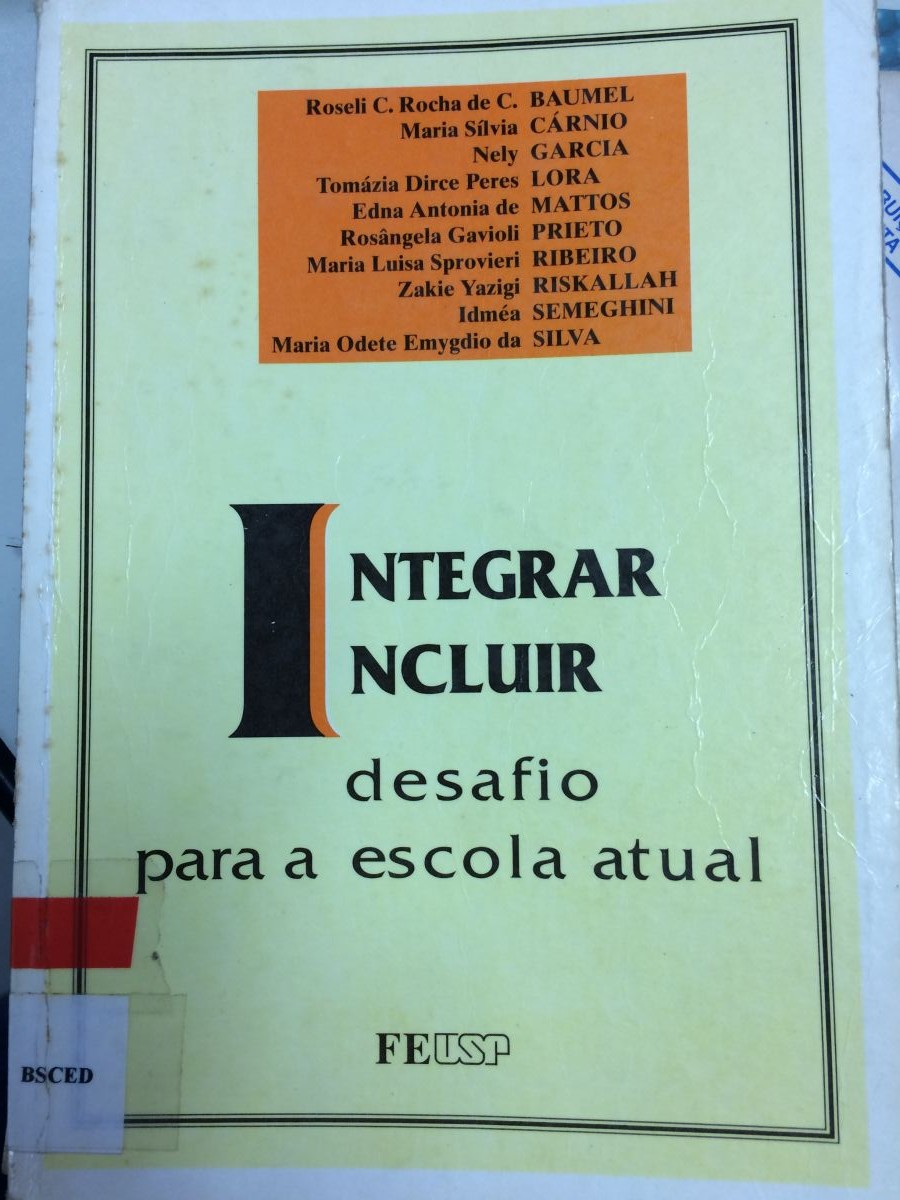 Roseli C. Rocha de C. BAUMEL
Maria Sílvia CÁRNIO
Nely GARCIA
Tomázia Dirce Peres LORA
Edna Antonia de MATTOS
Rosângela Gavioli PRIETO
Maria Luisa Sprovieri RIBEIRO
Zakie Yazigi RISKALLAH
Idméa SEMEGHINI
Maria Odete Emygdio da SILVA
INTEGRAR
INCLUIR
desafio
para a escola atual
FEUSP
BSCED